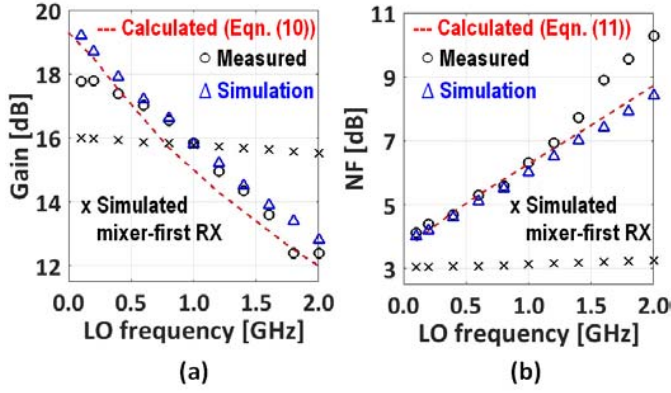 20
18
16
14
12
Gain [dB]
--- Calculated (Eqn. (10))
○ Measured
△ Simulation
x Simulated
mixer-first RX
0.0 0.5 1.0 1.5 2.0
LO frequency [GHz]
(a)
11
9
7
5
3
NF [dB]
--- Calculated (Eqn. (11))
○ Measured
△ Simulation
x Simulated
mixer-first RX
0.0 0.5 1.0 1.5 2.0
LO frequency [GHz]
(b)